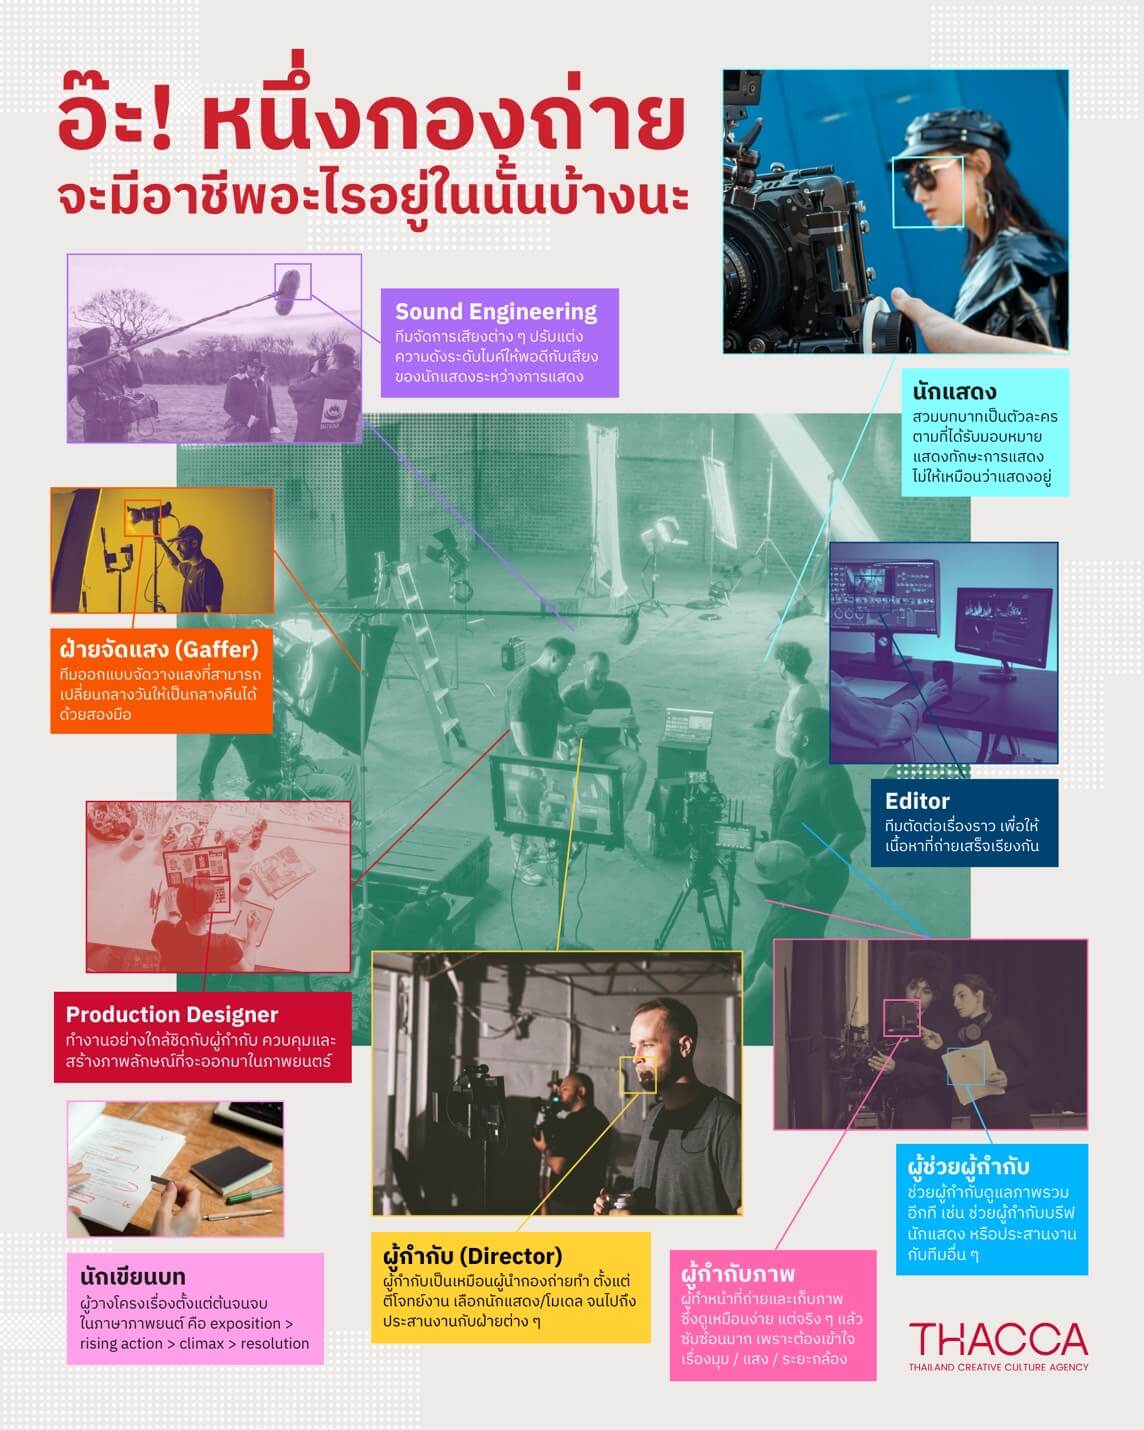 อ๊ะ! หนึ่งกองถ่าย
จะมีอาชีพอะไรอยู่ในนั้นบ้างนะ
Sound Engineering
ทีมจัดการเสียงต่าง ๆ ปรับแต่ง
ความดังระดับไมค์ให้พอดีกับเสียง
ของนักแสดงระหว่างการแสดง
นักแสดง
สวมบทบาทเป็นตัวละคร
ตามที่ได้รับมอบหมาย
แสดงทักษะการแสดง
ไม่ให้เหมือนว่าแสดงอยู่
ฝ่ายจัดแสง (Gaffer)
ทีมออกแบบจัดวางแสงที่สามารถ
เปลี่ยนกลางวันให้เป็นกลางคืนได้
ด้วยสองมือ
Editor
ทีมตัดต่อเรื่องราว เพื่อให้
เนื้อหาที่ถ่ายเสร็จเรียงกัน
Production Designer
ทำงานอย่างใกล้ชิดกับผู้กำกับ ควบคุมและ
สร้างภาพลักษณ์ที่จะออกมาในภาพยนตร์
ผู้ช่วยผู้กำกับ
ช่วยผู้กำกับดูแลภาพรวม
อีกที เช่น ช่วยผู้กำกับบรีฟ
นักแสดง หรือประสานงาน
กับทีมอื่น ๆ
นักเขียนบท
ผู้วางโครงเรื่องตั้งแต่ต้นจนจบ
ในภาษาภาพยนต์ คือ exposition >
rising action > climax > resolution
ผู้กำกับ (Director)
ผู้กำกับเป็นเหมือนผู้นำกองถ่ายทำ ตั้งแต่
ตีโจทย์งาน เลือกนักแสดง/โมเดล จนไปถึง
ประสานงานกับฝ่ายต่าง ๆ
ผู้กำกับภาพ
ผู้ทำหน้าที่ถ่ายและเก็บภาพ
ซึ่งดูเหมือนง่าย แต่จริง ๆ แล้ว
ซับซ้อนมาก เพราะต้องเข้าใจ
เรื่องมุม / แสง / ระยะกล้อง
THACCA
THAILAND CREATIVE CULTURE AGENCY